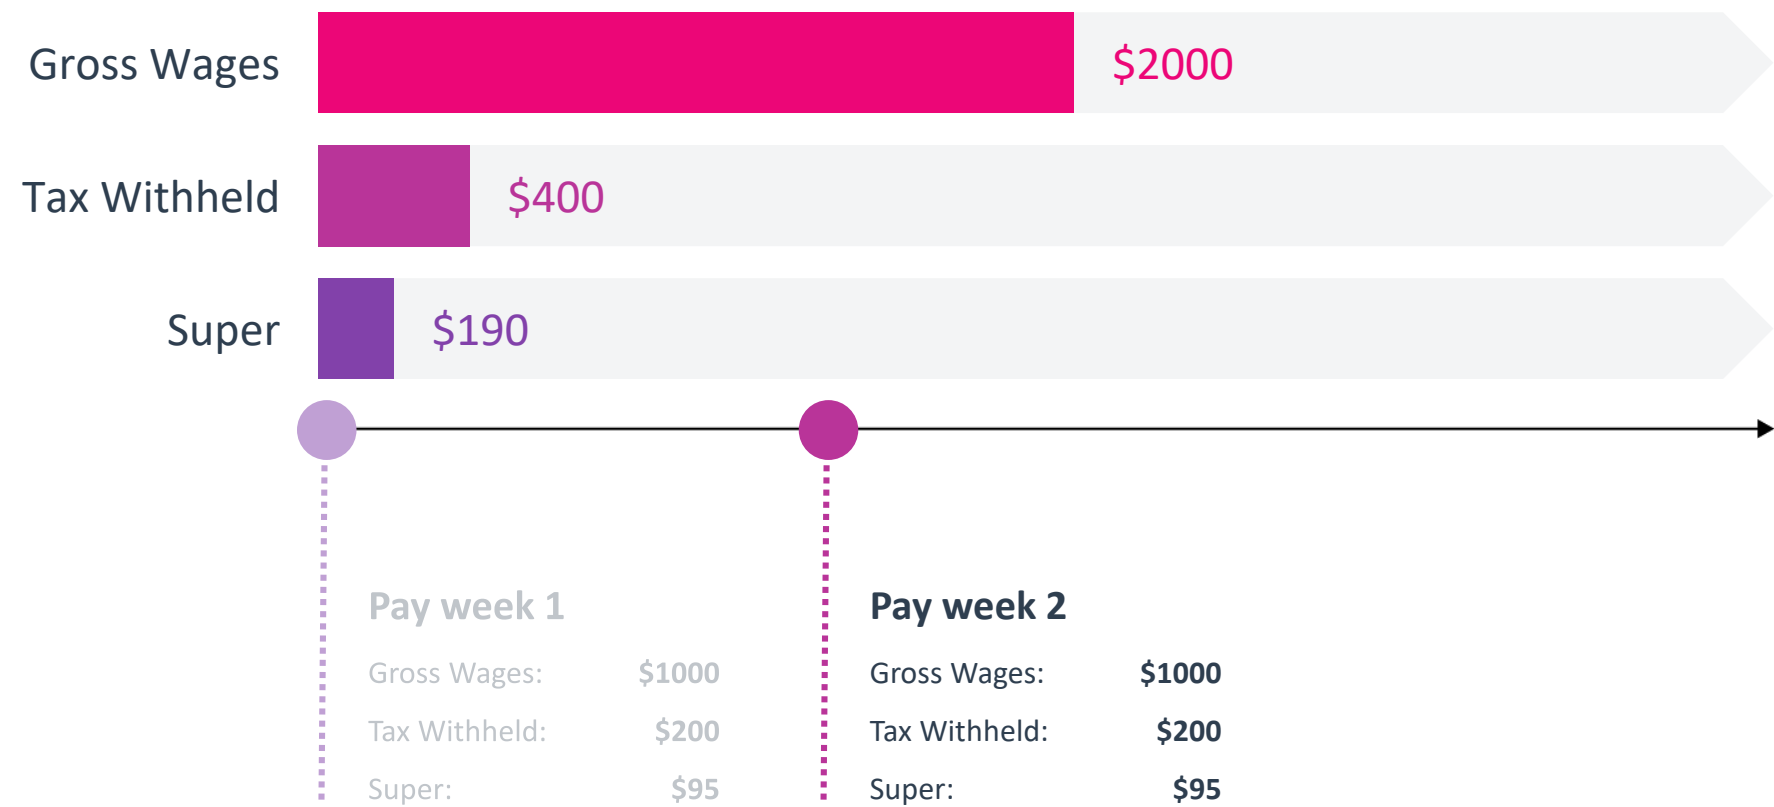 Gross Wages $2000
Tax Withheld $400
Super $190
Pay week 1
Gross Wages: $1000
Tax Withheld: $200
Super: $95
Pay week 2
Gross Wages: $1000
Tax Withheld: $200
Super: $95